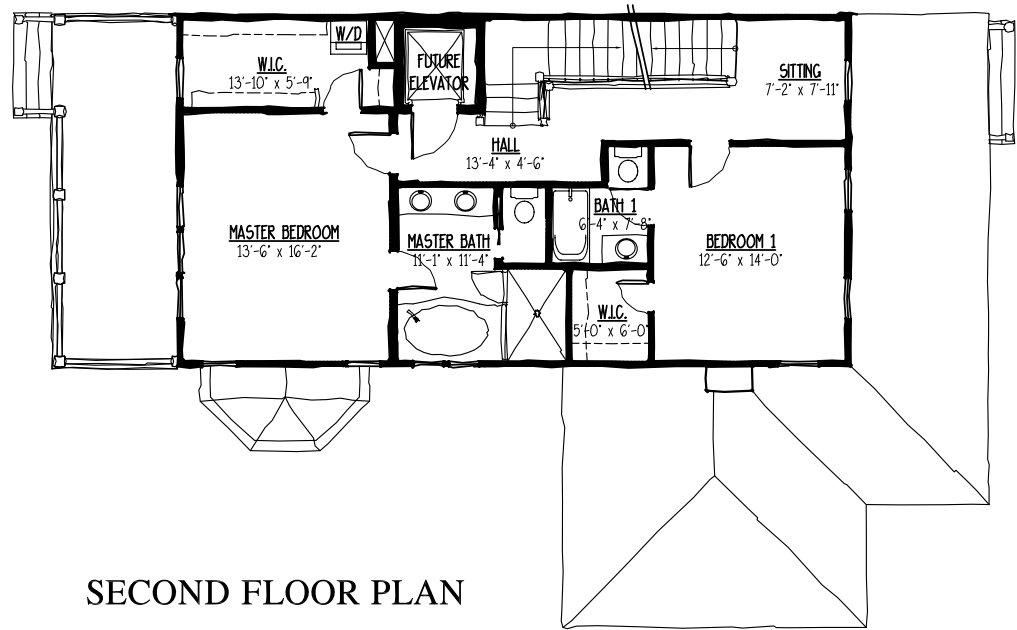 W/D
W.I.C.
13'-10" x 5'-9"
FUTURE
ELEVATOR
SITTING
7'-2" x 7'-11"
HALL
13'-4" x 4'-6"
BATH 1
6'-4" x 7'-8"
MASTER BEDROOM
13'-6" x 16'-2"
MASTER BATH
11'-1" x 11'-4"
BEDROOM 1
12'-6" x 14'-0"
W.I.C.
5'-0" x 6'-0"
SECOND FLOOR PLAN